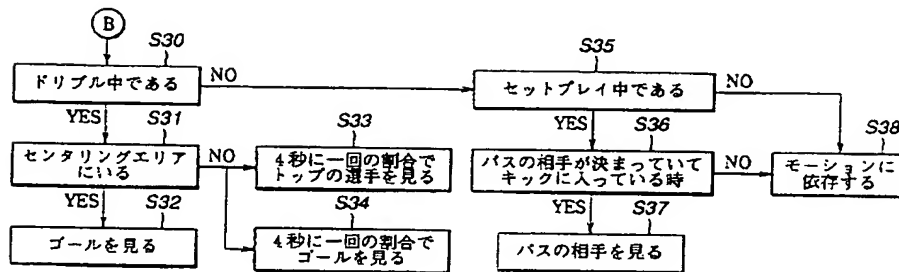 B
S30
ドリブル中である
NO
YES
S31
センタリングエリア
にいる
NO
YES
S32
ゴールを見る
S33
4秒に一回の割合で
トップの選手を見る
S34
4秒に一回の割合で
ゴールを見る
S35
セットプレイ中である
NO
YES
S36
パスの相手が決まっていて
キックに入っている時
NO
YES
S37
パスの相手を見る
S38
モーションに
依存する